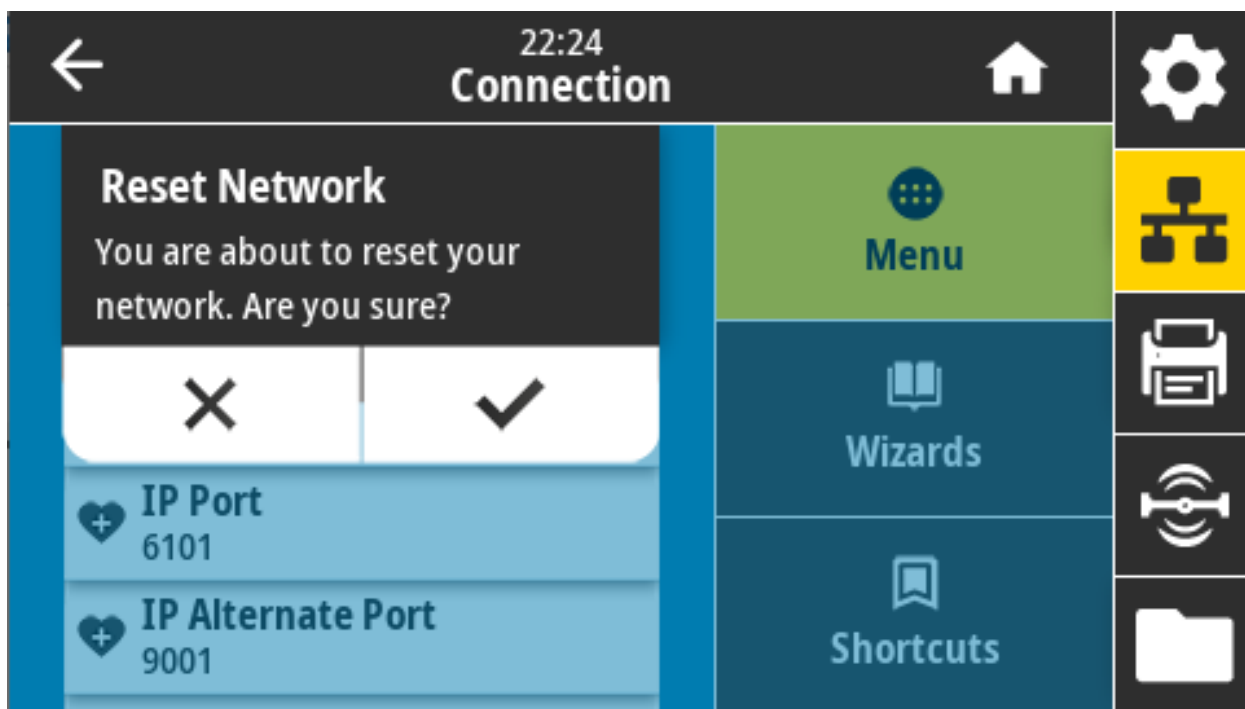 22:24
Connection
Reset Network
You are about to reset your
network. Are you sure?
IP Port
6101
IP Alternate Port
9001
Menu
Wizards
Shortcuts